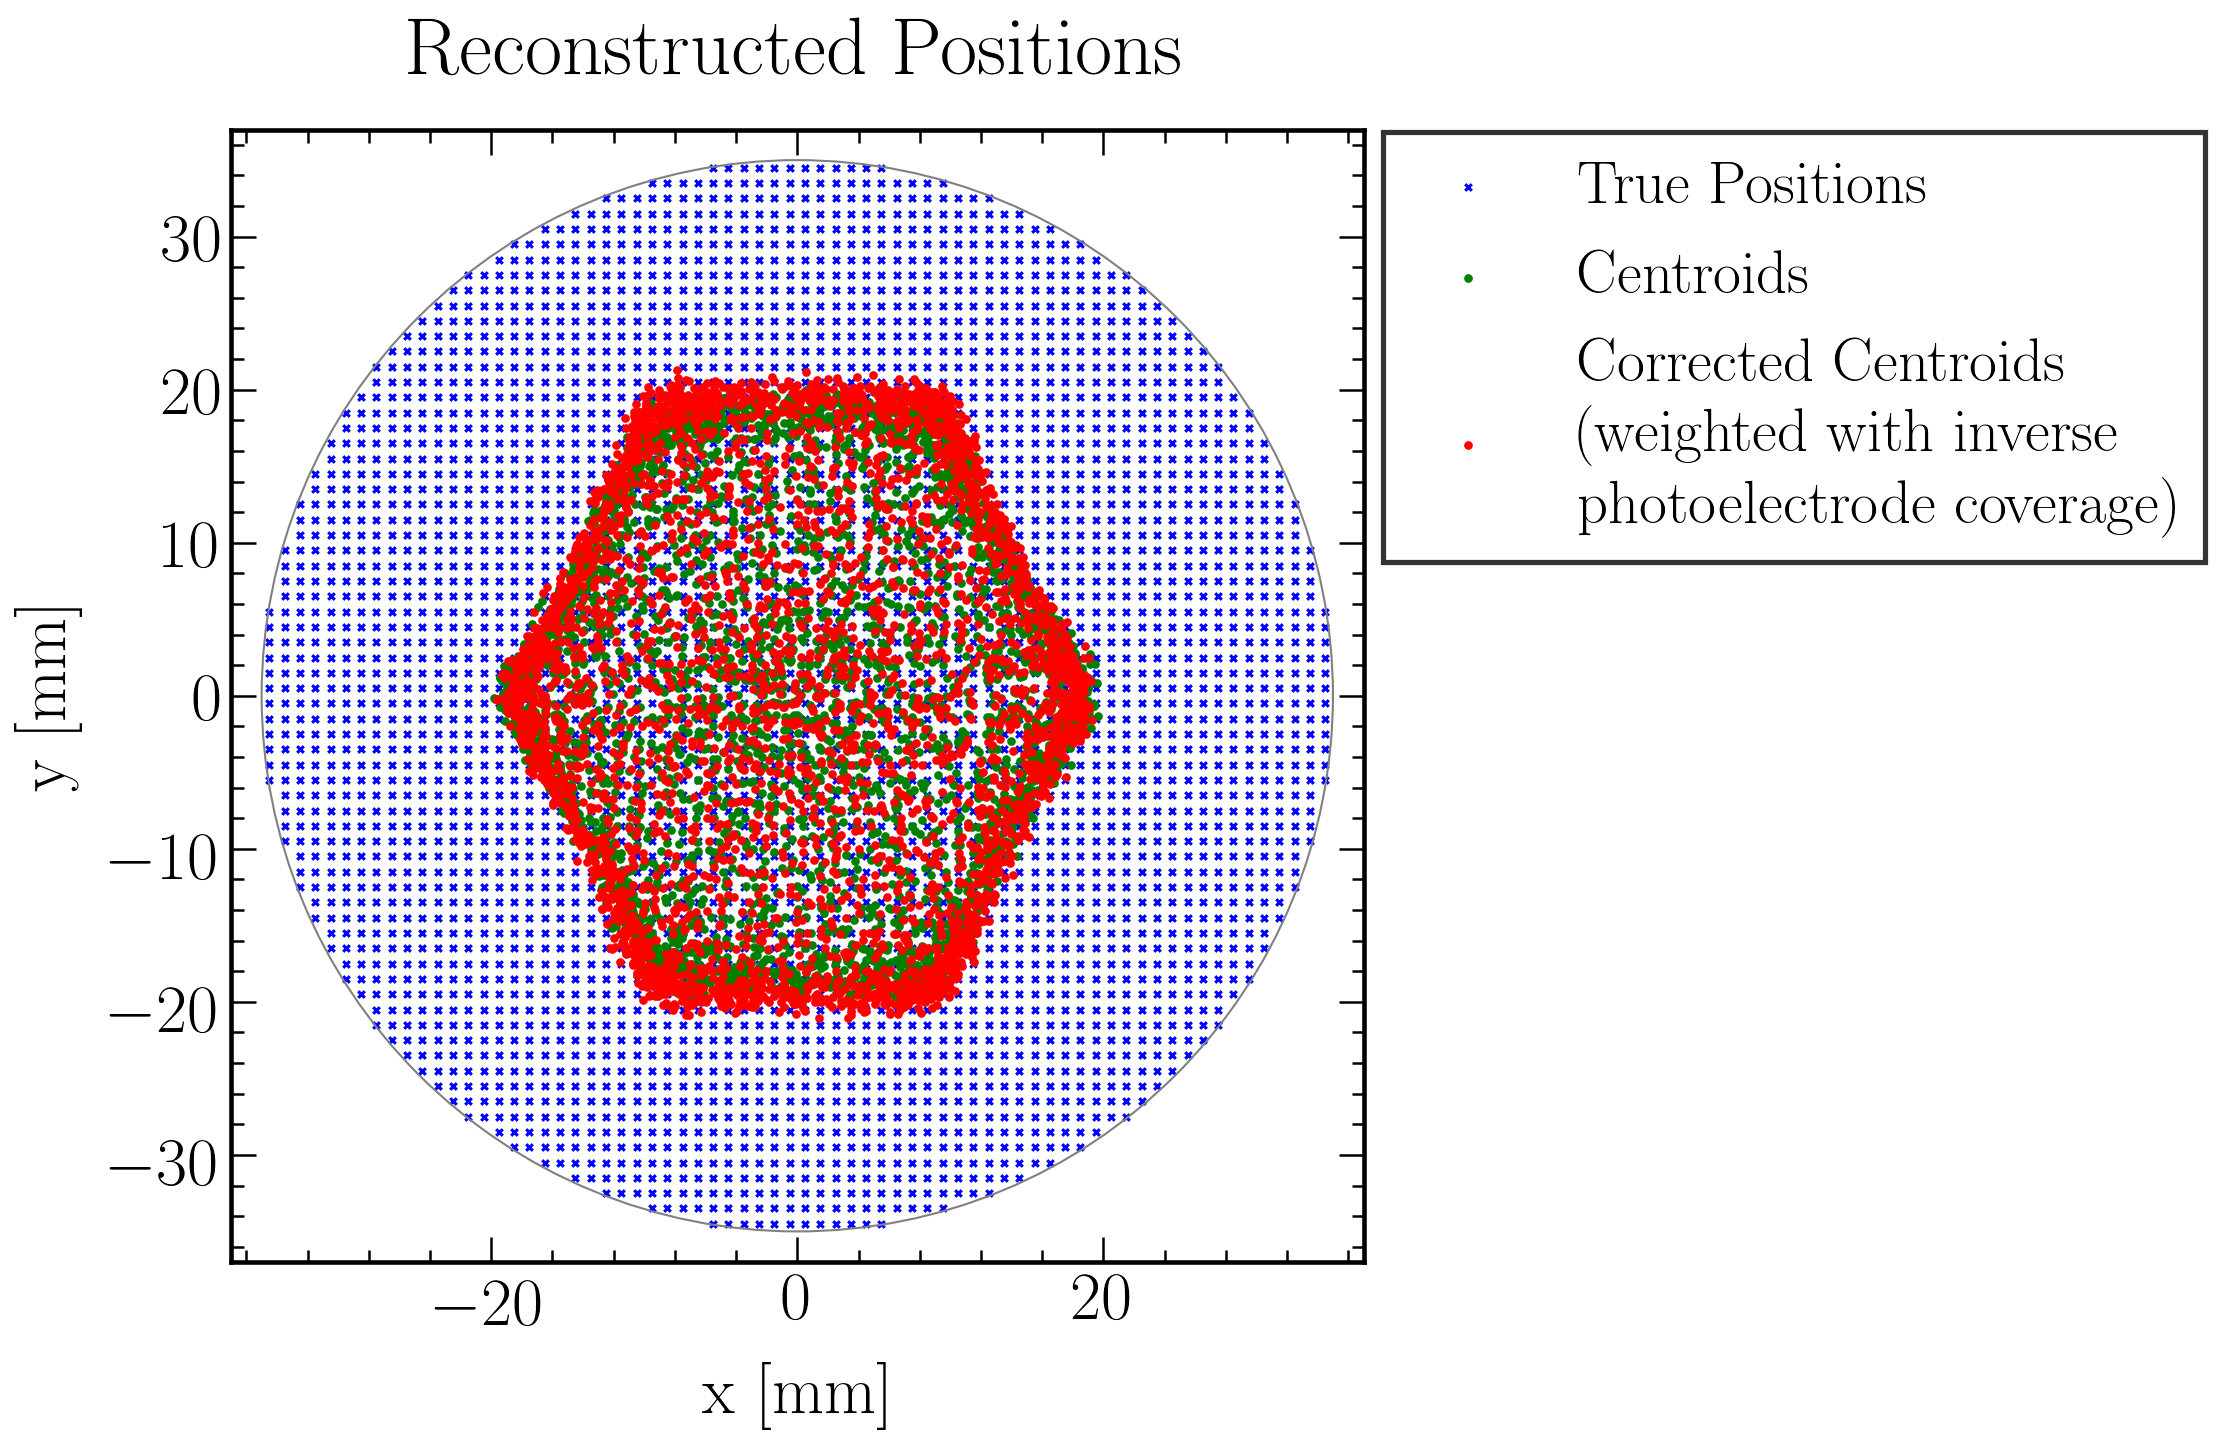 Reconstructed Positions
True Positions
Centroids
Corrected Centroids
(weighted with inverse
photoelectrode coverage)
30
20
10
0
−10
−20
−30
y [mm]
−20 0 20
x [mm]